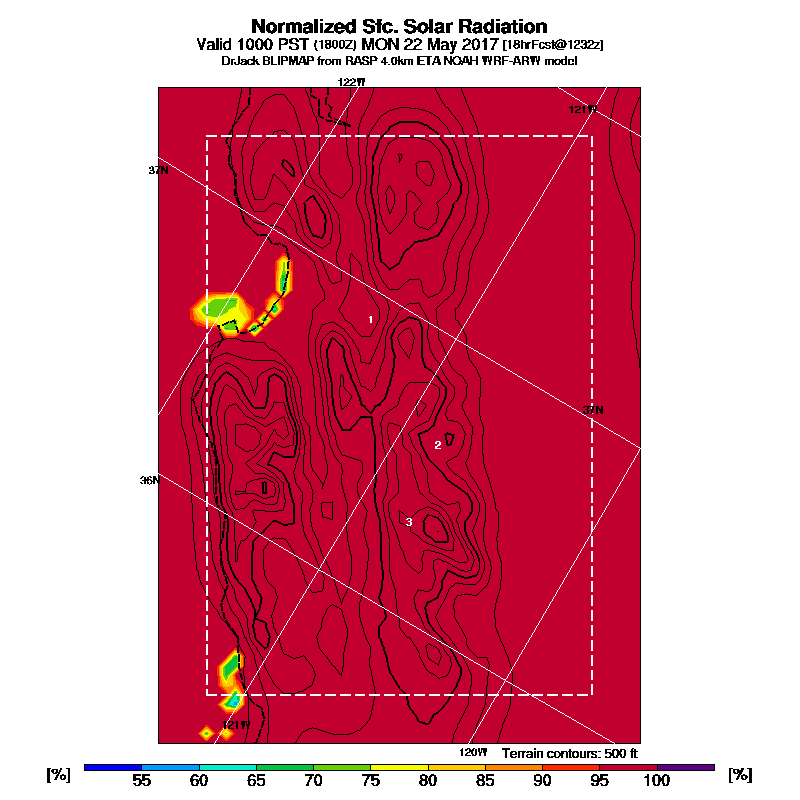 Normalized Sfc. Solar Radiation
Valid 1000 PST (1800Z) MON 22 May 2017 [18hrFcst@1232z]
DrJack BLIPMAP from RASP 4.0km ETA NOAH WRF-ARW model
122W
121W
37N
1
37N
2
36N
3
121W
120W
Terrain contours: 500 ft
[%] 55 60 65 70 75 80 85 90 95 100 [%]